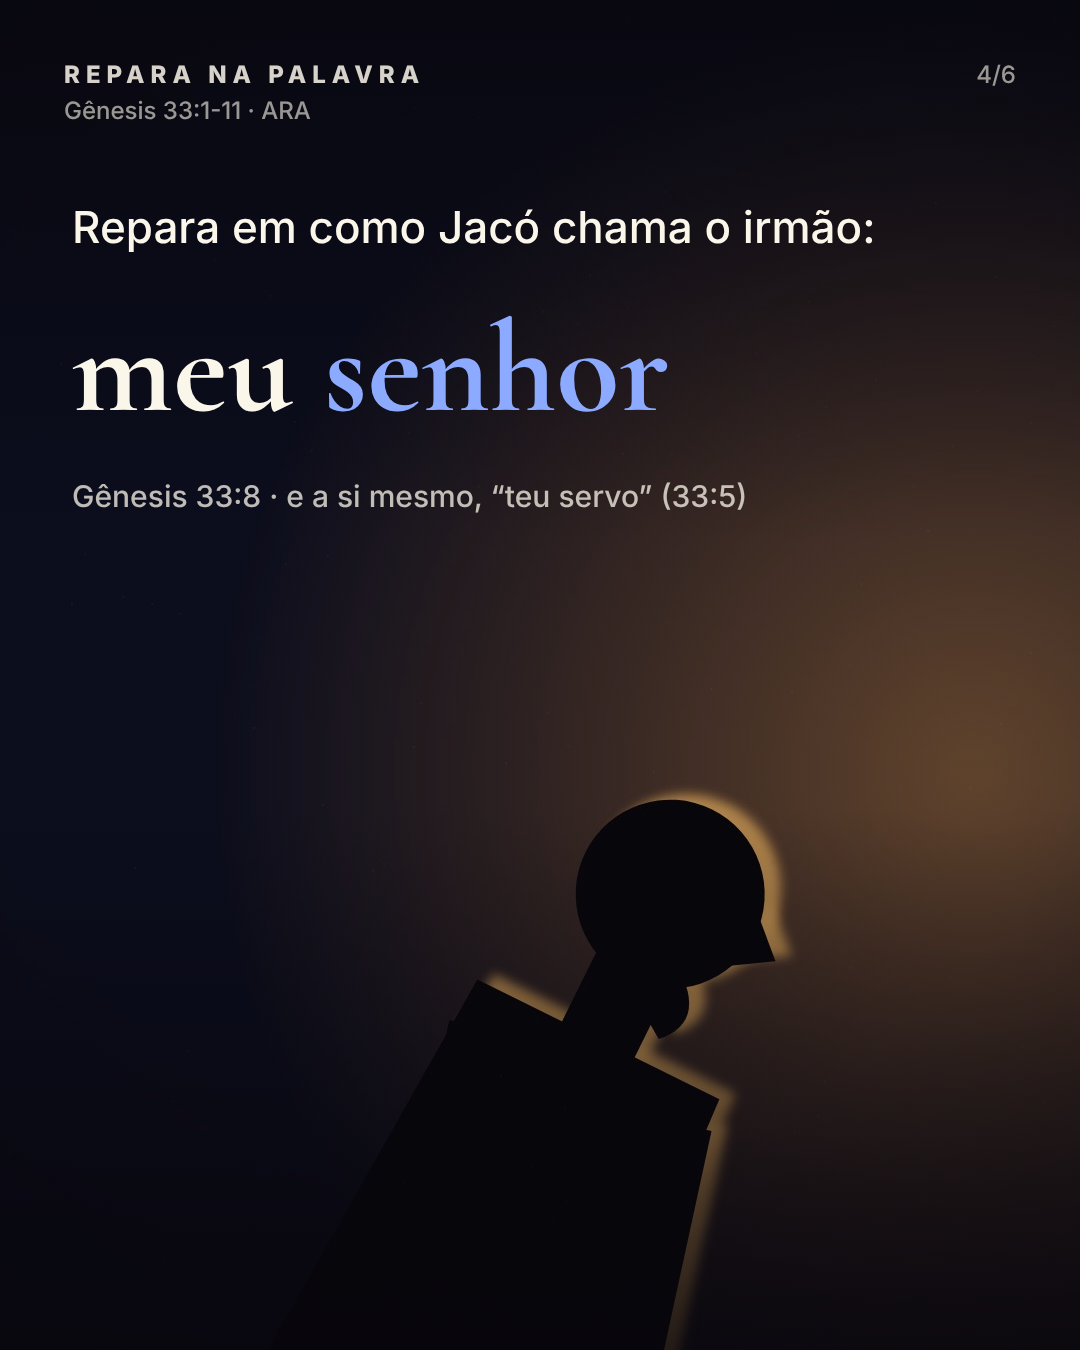 REPARA NA PALAVRA
4/6
Gênesis 33:1-11 · ARA
Repara em como Jacó chama o irmão:
meu senhor
Gênesis 33:8 · e a si mesmo, “teu servo” (33:5)